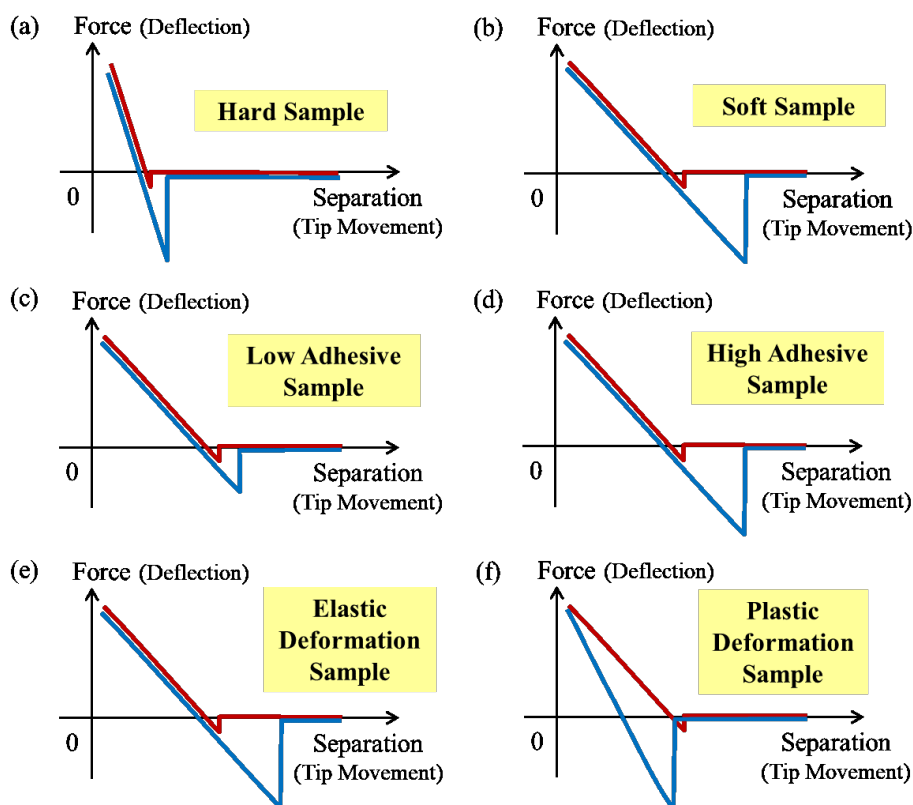 (a)
Force (Deflection)
Hard Sample
0
Separation
(Tip Movement)
(b)
Force (Deflection)
Soft Sample
0
Separation
(Tip Movement)
(c)
Force (Deflection)
Low Adhesive
Sample
0
Separation
(Tip Movement)
(d)
Force (Deflection)
High Adhesive
Sample
0
Separation
(Tip Movement)
(e)
Force (Deflection)
Elastic
Deformation
Sample
0
Separation
(Tip Movement)
(f)
Force (Deflection)
Plastic
Deformation
Sample
0
Separation
(Tip Movement)